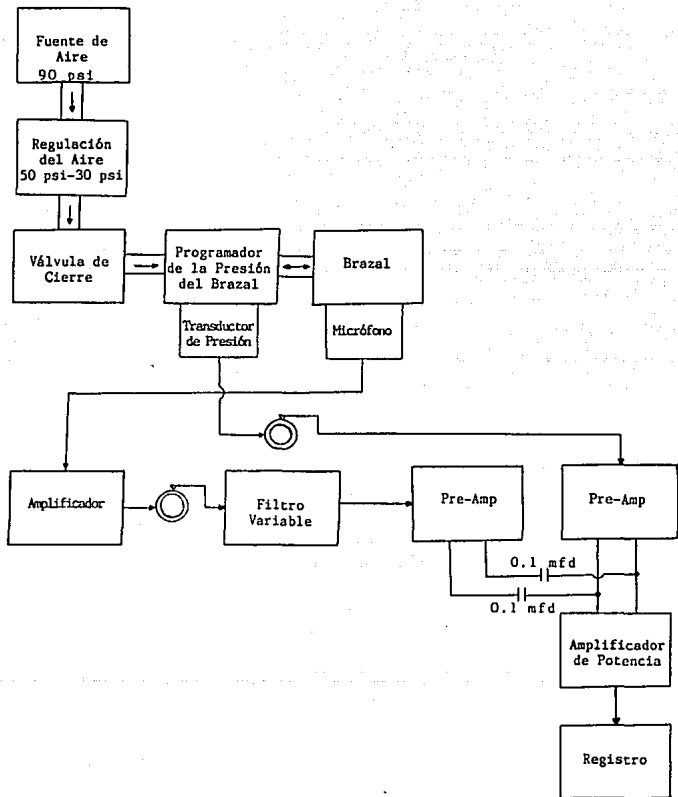 Fuente de
Aire
90 psi
Regulación
del Aire
50 psi-30 psi
Válvula de
Cierre
Programador
de la Presión
del Brazal
Brazal
Transductor
de Presión
Micrófono
Amplificador
Filtro
Variable
Pre-Amp
Pre-Amp
0.1 mfd
0.1 mfd
Amplificador
de Potencia
Registro